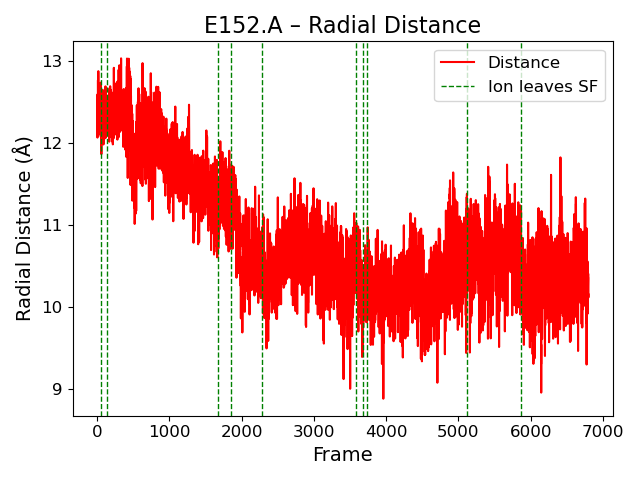 E152.A – Radial Distance
Distance
Ion leaves SF
Radial Distance (Å)
13
12
11
10
9
0
1000
2000
3000
4000
5000
6000
7000
Frame